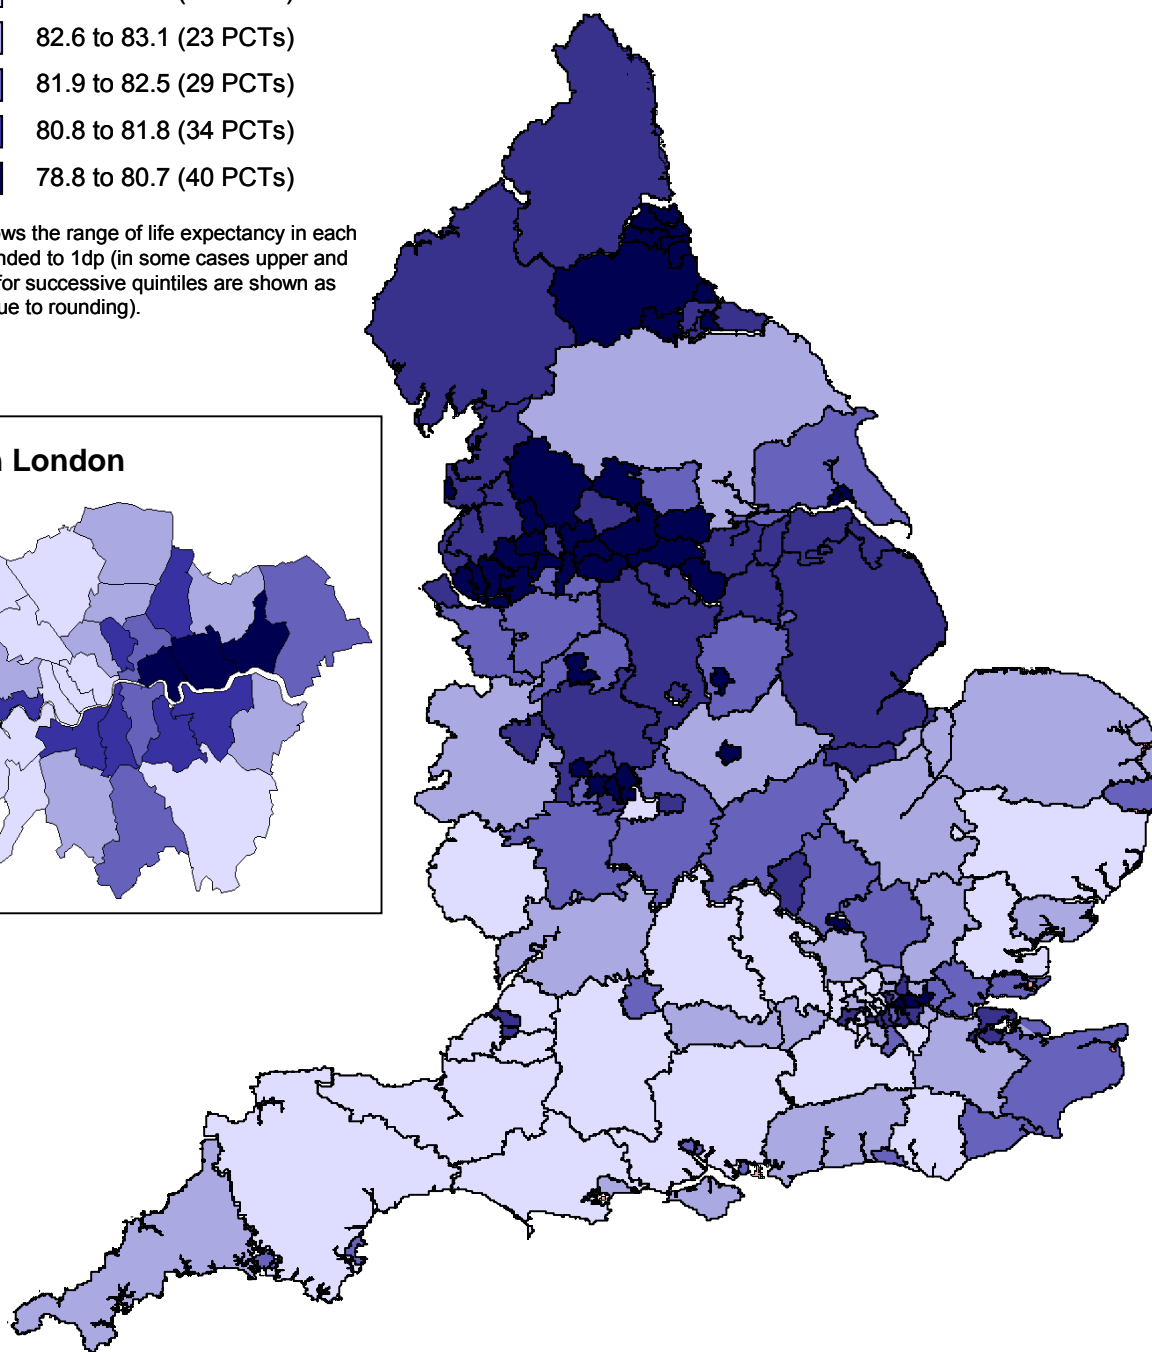 82.6 to 83.1 (23 PCTs)
81.9 to 82.5 (29 PCTs)
80.8 to 81.8 (34 PCTs)
78.8 to 80.7 (40 PCTs)
ows the range of life expectancy in each
nded to 1dp (in some cases upper and
for successive quintiles are shown as
ue to rounding).
London